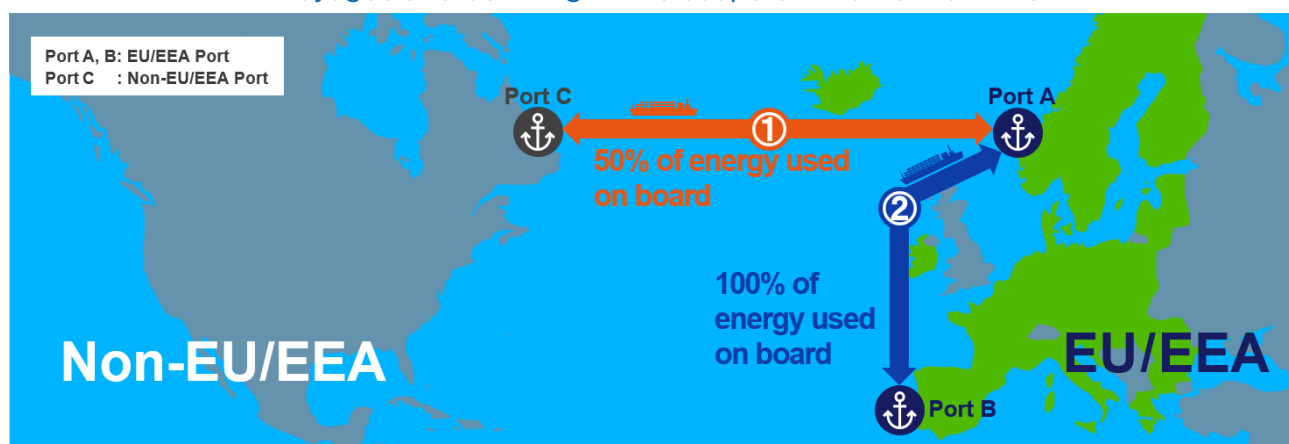 Port A, B: EU/EEA Port
Port C : Non-EU/EEA Port
Port C
Port A
①
50% of energy used
on board
②
100% of
energy used
on board
Non-EU/EEA
EU/EEA
Port B